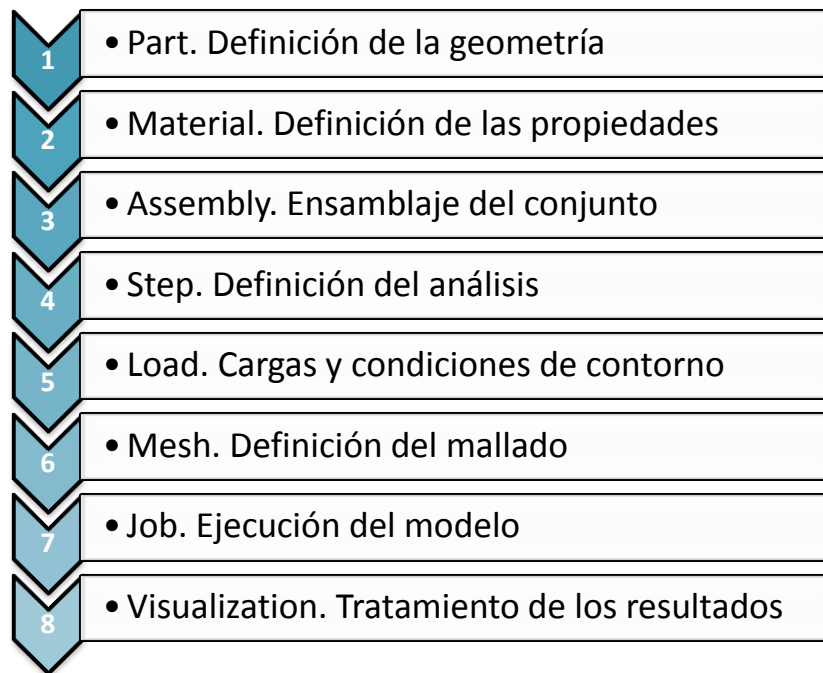 1 • Part. Definición de la geometría
2 • Material. Definición de las propiedades
3 • Assembly. Ensamblaje del conjunto
4 • Step. Definición del análisis
5 • Load. Cargas y condiciones de contorno
6 • Mesh. Definición del mallado
7 • Job. Ejecución del modelo
8 • Visualization. Tratamiento de los resultados